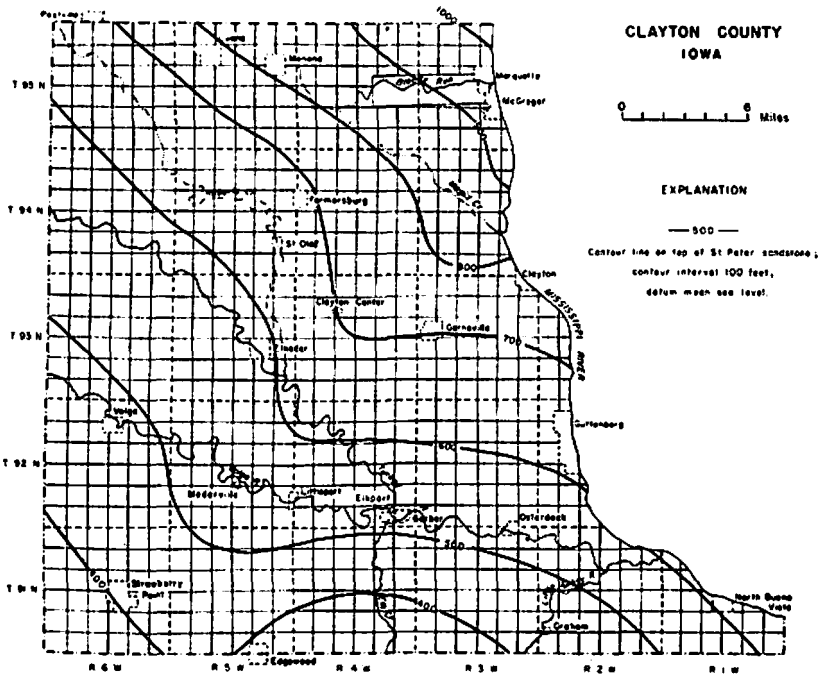 CLAYTON COUNTY
IOWA
0 6 Miles
EXPLANATION
500
Contour line on top of St Peter sandstone;
contour interval 100 feet,
datum mean sea level.
1000
Monona
Marquette
McGregor
T 95 N
T 94 N
Farmersburg
St Olaf
800
Clayton
MISSISSIPPI RIVER
Clayton Center
Garnavillo
700
T 93 N
Elkader
Volga
Guttenberg
600
T 92 N
Mederville
Littleport
Elkport
Garber
Osterdock
500
400
Strawberry
Point
T 91 N
400
North Buena
Vista
Graham
Edgewood
R 6 W R 5 W R 4 W R 3 W R 2 W R 1 W